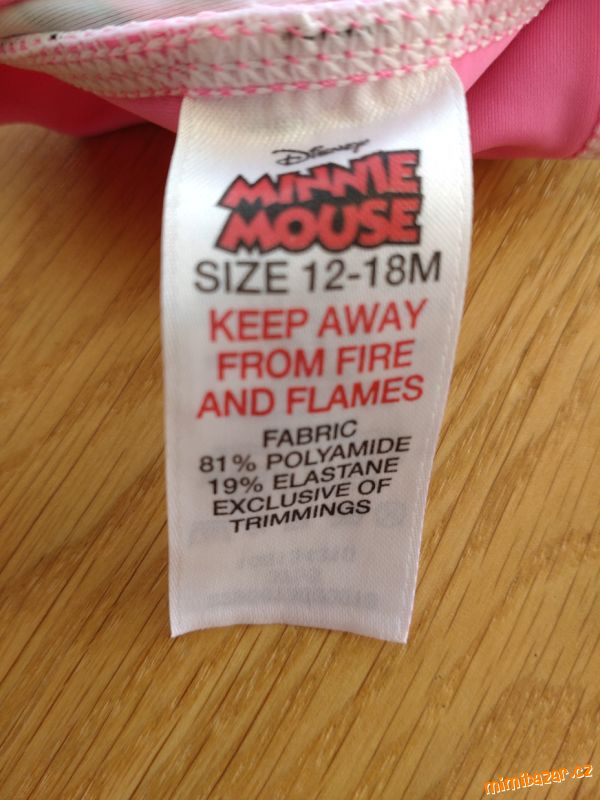 Disney
MINNIE
MOUSE
SIZE 12-18M
KEEP AWAY
FROM FIRE
AND FLAMES
FABRIC
81% POLYAMIDE
19% ELASTANE
EXCLUSIVE OF
TRIMMINGS
mimibazar.cz